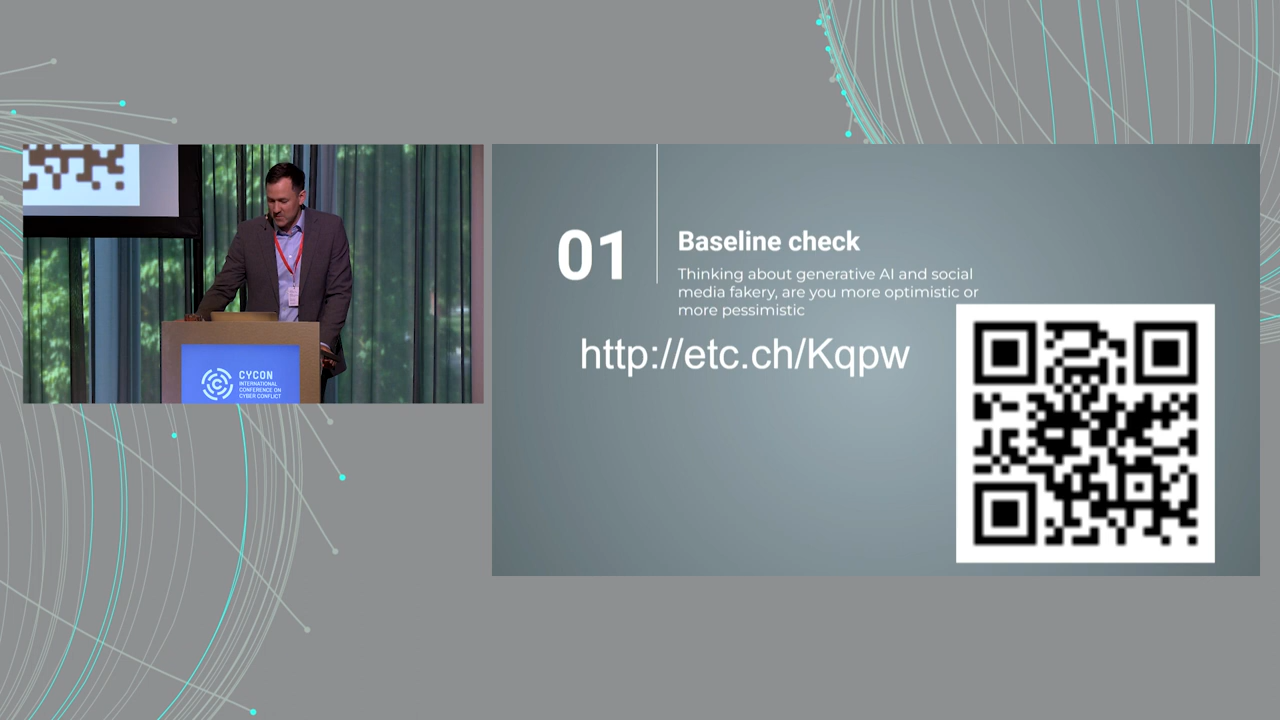 CYCON
INTERNATIONAL
CONFERENCE ON
CYBER CONFLICT
01
Baseline check
Thinking about generative AI and social
media fakery, are you more optimistic or
more pessimistic
http://etc.ch/Kqpw